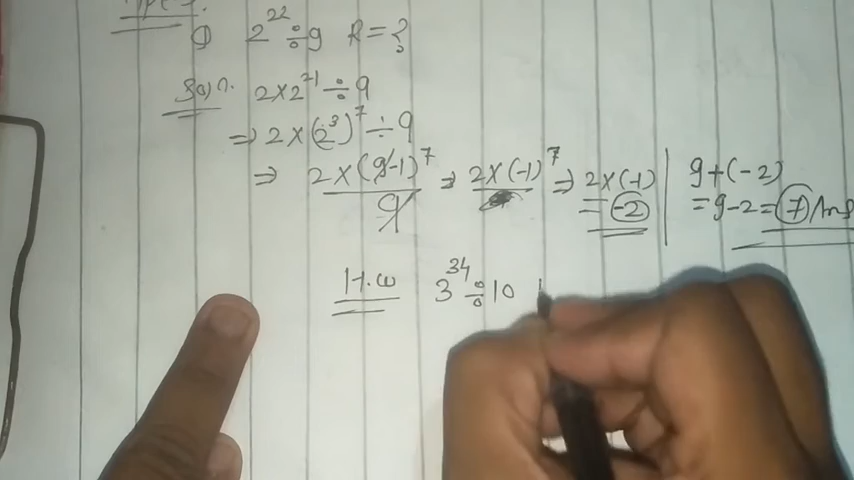 ① 2^22 ÷ 9 R = ?
Soln. 2×2^21 ÷ 9
⇒ 2×(2^3)^7 ÷ 9
⇒ 2×(9-1)^7 / 9 ⇒ 2×(-1)^7 ⇒ 2×(-1) = -2 | 9+(-2) = 9-2 = 7 Ans
H.W 3^34 ÷ 10